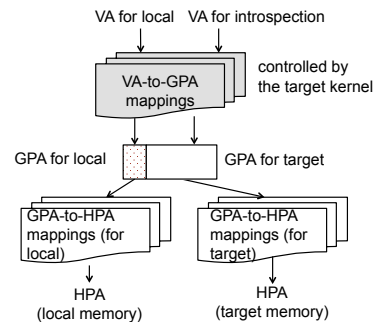 VA for local VA for introspection
VA-to-GPA
mappings
controlled by
the target kernel
GPA for local
GPA for target
GPA-to-HPA
mappings (for
local)
GPA-to-HPA
mappings (for
target)
HPA
(local memory)
HPA
(target memory)